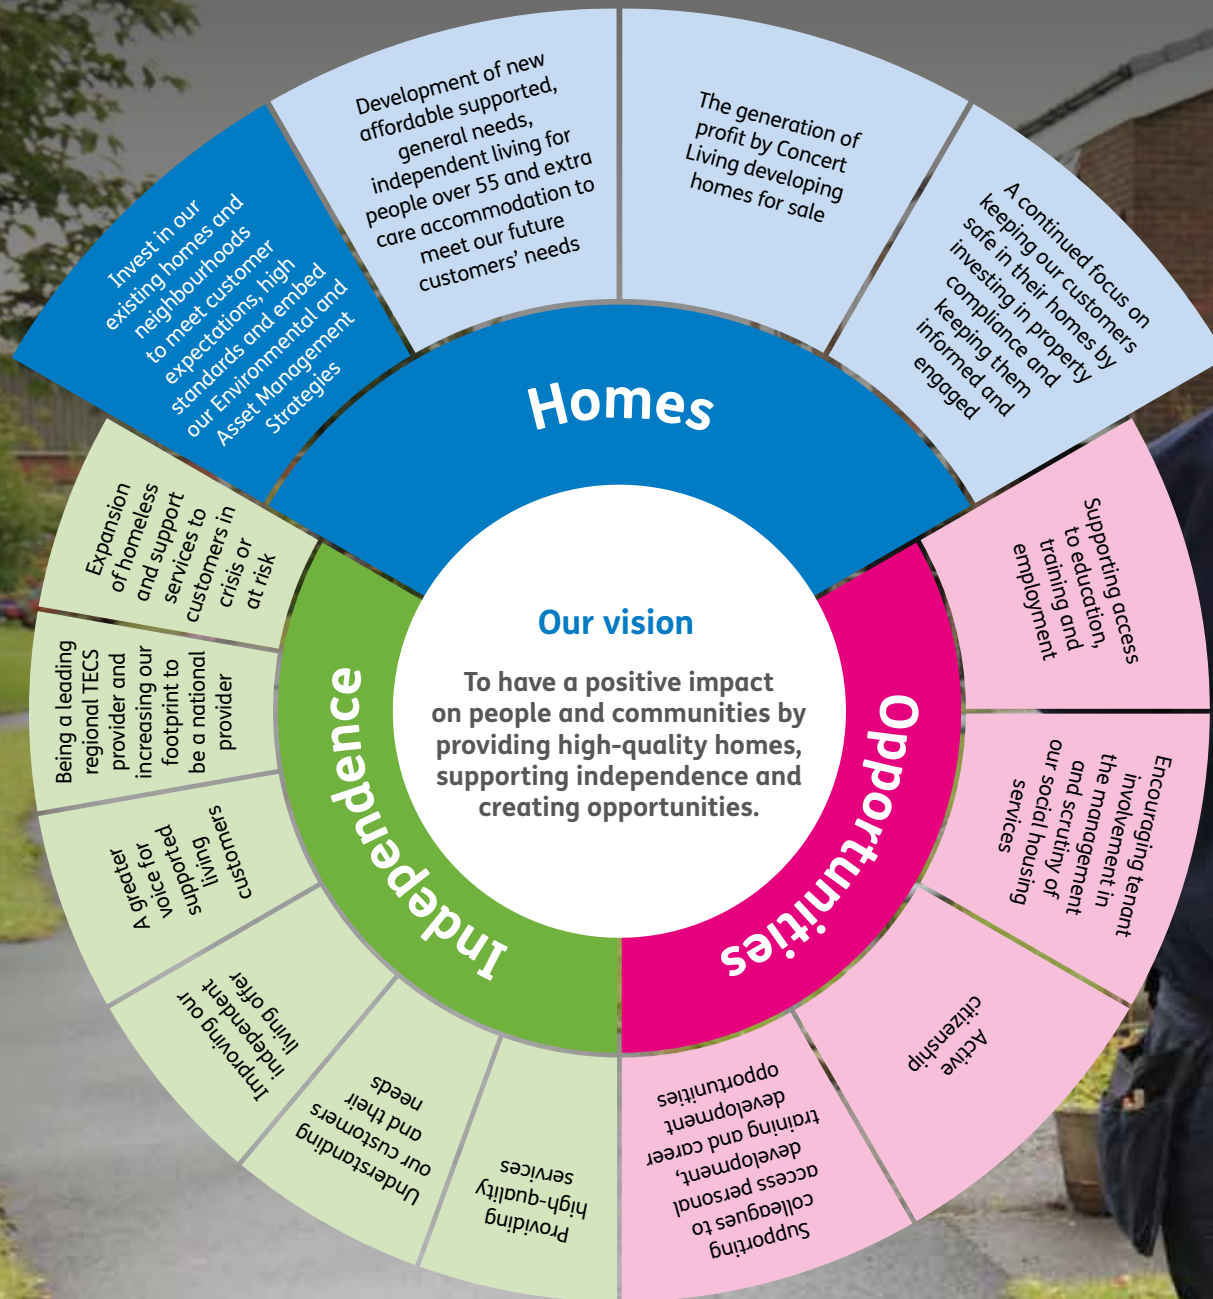 Our vision
To have a positive impact
on people and communities by
providing high-quality homes,
supporting independence and
creating opportunities.
Homes
Invest in our
existing homes and
neighbourhoods
to meet customer
expectations, high
standards and embed
our Environmental and
Asset Management
Strategies
Development of new
affordable supported,
general needs,
independent living for
people over 55 and extra
care accommodation to
meet our future
customers' needs
The generation of
profit by Concert
Living developing
homes for sale
A continued focus on
keeping our customers
safe in their homes by
investing in property
compliance and
keeping them
informed and
engaged
Opportunities
Supporting access
to education,
training and
employment
Encouraging tenant
involvement in
the management
and scrutiny of
our social housing
services
Active
citizenship
Supporting
colleagues to
access personal
development,
training and career
development
opportunities
Independence
Providing
high-quality
services
Understanding
our customers
and their
needs
Improving our
independent
living offer
A greater
voice for
supported
living
customers
Being a leading
regional TECS
provider and
increasing our
footprint to
be a national
provider
Expansion
of homeless
and support
services to
customers in
crisis or
at risk